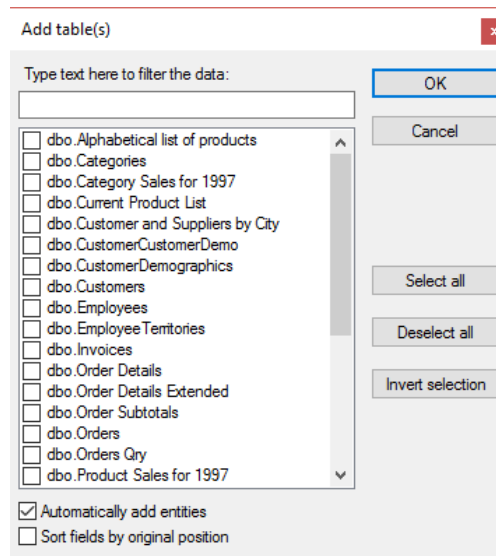 Add table(s)
Type text here to filter the data:
OK
Cancel
dbo.Alphabetical list of products
dbo.Categories
dbo.Category Sales for 1997
dbo.Current Product List
dbo.Customer and Suppliers by City
dbo.CustomerCustomerDemo
dbo.CustomerDemographics
dbo.Customers
dbo.Employees
dbo.EmployeeTerritories
dbo.Invoices
dbo.Order Details
dbo.Order Details Extended
dbo.Order Subtotals
dbo.Orders
dbo.Orders Qry
dbo.Product Sales for 1997
Select all
Deselect all
Invert selection
Automatically add entities
Sort fields by original position